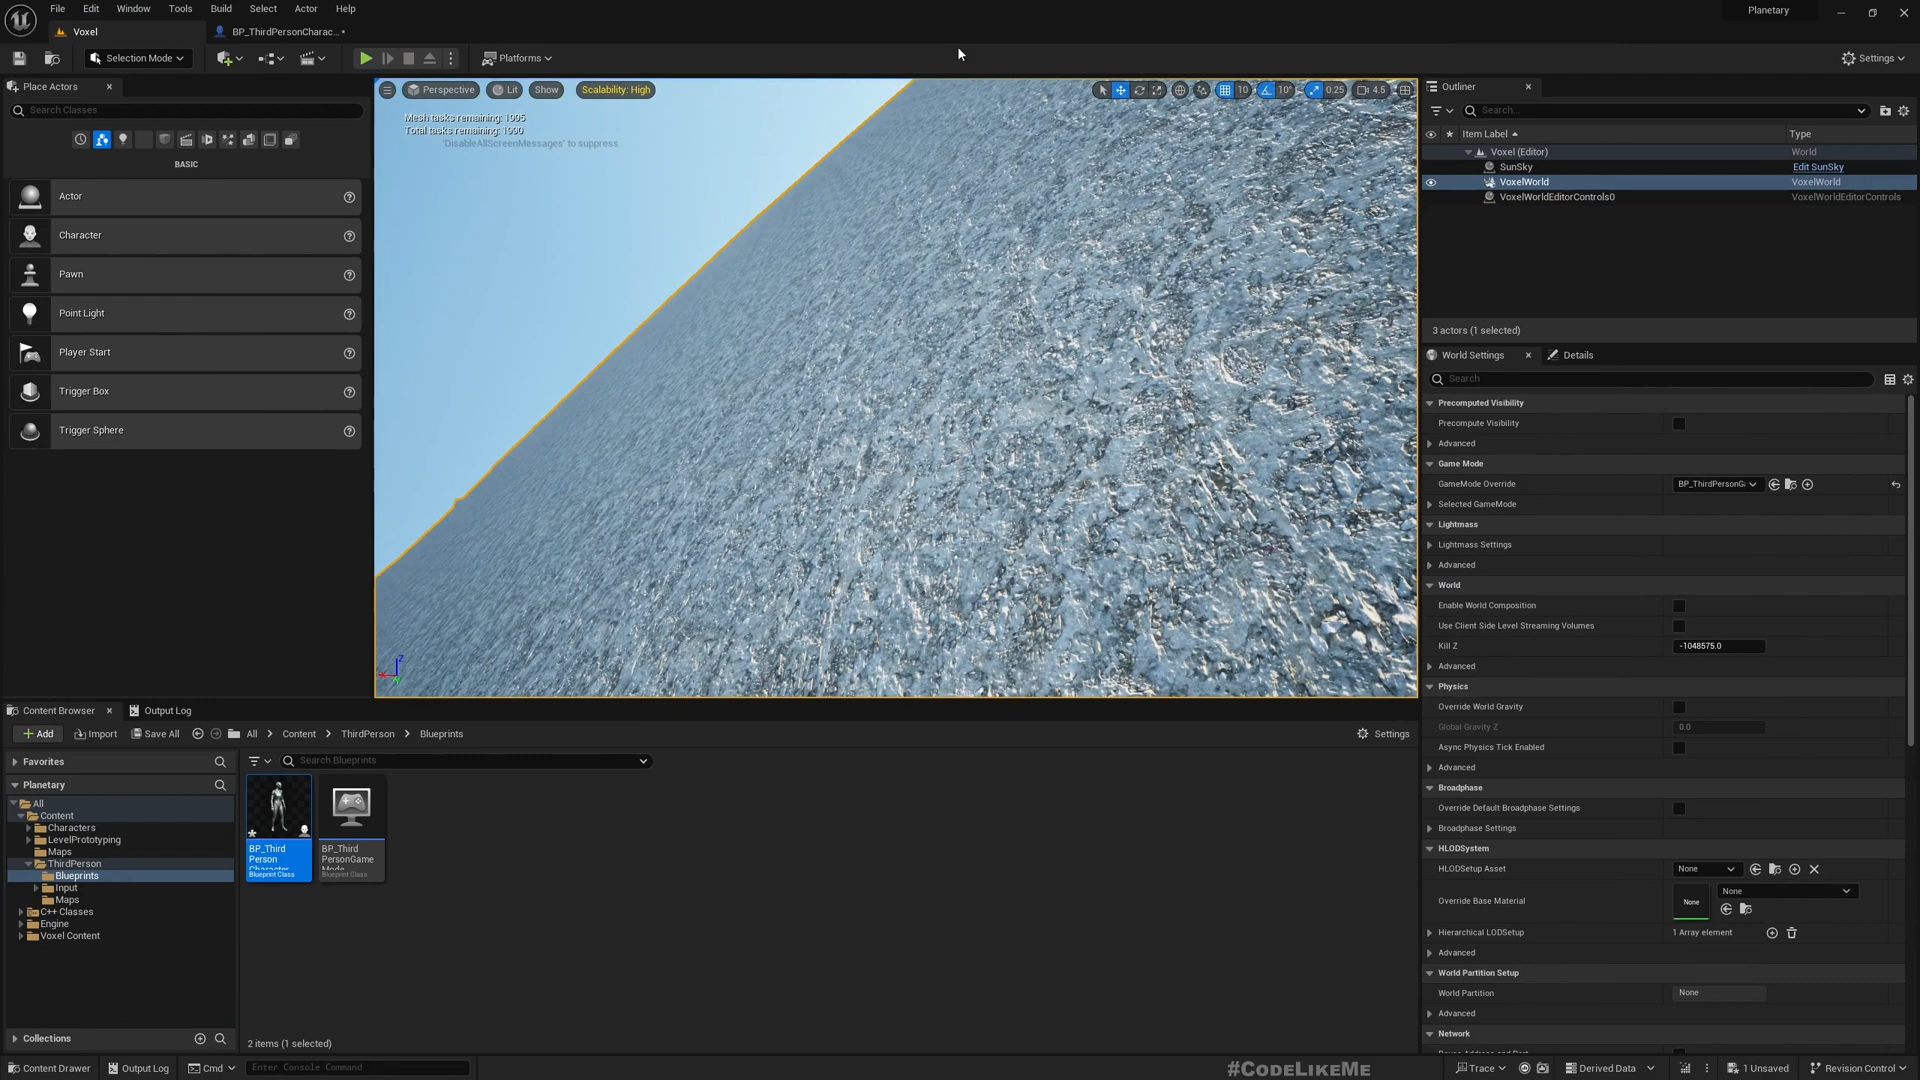 File Edit Window Tools Build Select Actor Help
Planetary
Voxel
BP_ThirdPersonCharac...*
Selection Mode
Platforms
Settings
Place Actors
Search Classes
BASIC
Actor
Character
Pawn
Point Light
Player Start
Trigger Box
Trigger Sphere
Perspective Lit Show Scalability: High
10 10° 0.25 4.5
Mesh tasks remaining: 1995
Total tasks remaining: 1990
'DisableAllScreenMessages' to suppress
Z
Outliner
Search...
Item Label Type
Voxel (Editor) World
SunSky Edit SunSky
VoxelWorld VoxelWorld
VoxelWorldEditorControls0 VoxelWorldEditorControls
3 actors (1 selected)
World Settings Details
Search
Precomputed Visibility
Precompute Visibility
Advanced
Game Mode
GameMode Override BP_ThirdPersonG
Selected GameMode
Lightmass
Lightmass Settings
Advanced
World
Enable World Composition
Use Client Side Level Streaming Volumes
Kill Z -1048575.0
Advanced
Physics
Override World Gravity
Global Gravity Z 0.0
Async Physics Tick Enabled
Advanced
Broadphase
Override Default Broadphase Settings
Broadphase Settings
HLODSystem
HLODSetup Asset None
Override Base Material None None
Hierarchical LODSetup 1 Array element
Advanced
World Partition Setup
World Partition None
Advanced
Network
Content Browser Output Log
Add Import Save All All Content ThirdPerson Blueprints Settings
Favorites
Search Blueprints
Planetary
All
Content
Characters
LevelPrototyping
Maps
ThirdPerson
Blueprints
Input
Maps
C++ Classes
Engine
Voxel Content
BP_Third
Person
Character
Blueprint Class
BP_Third
PersonGame
Mode
Blueprint Class
Collections
2 items (1 selected)
Content Drawer Output Log Cmd Enter Console Command
#CodeLikeMe
Trace Derived Data 1 Unsaved Revision Control